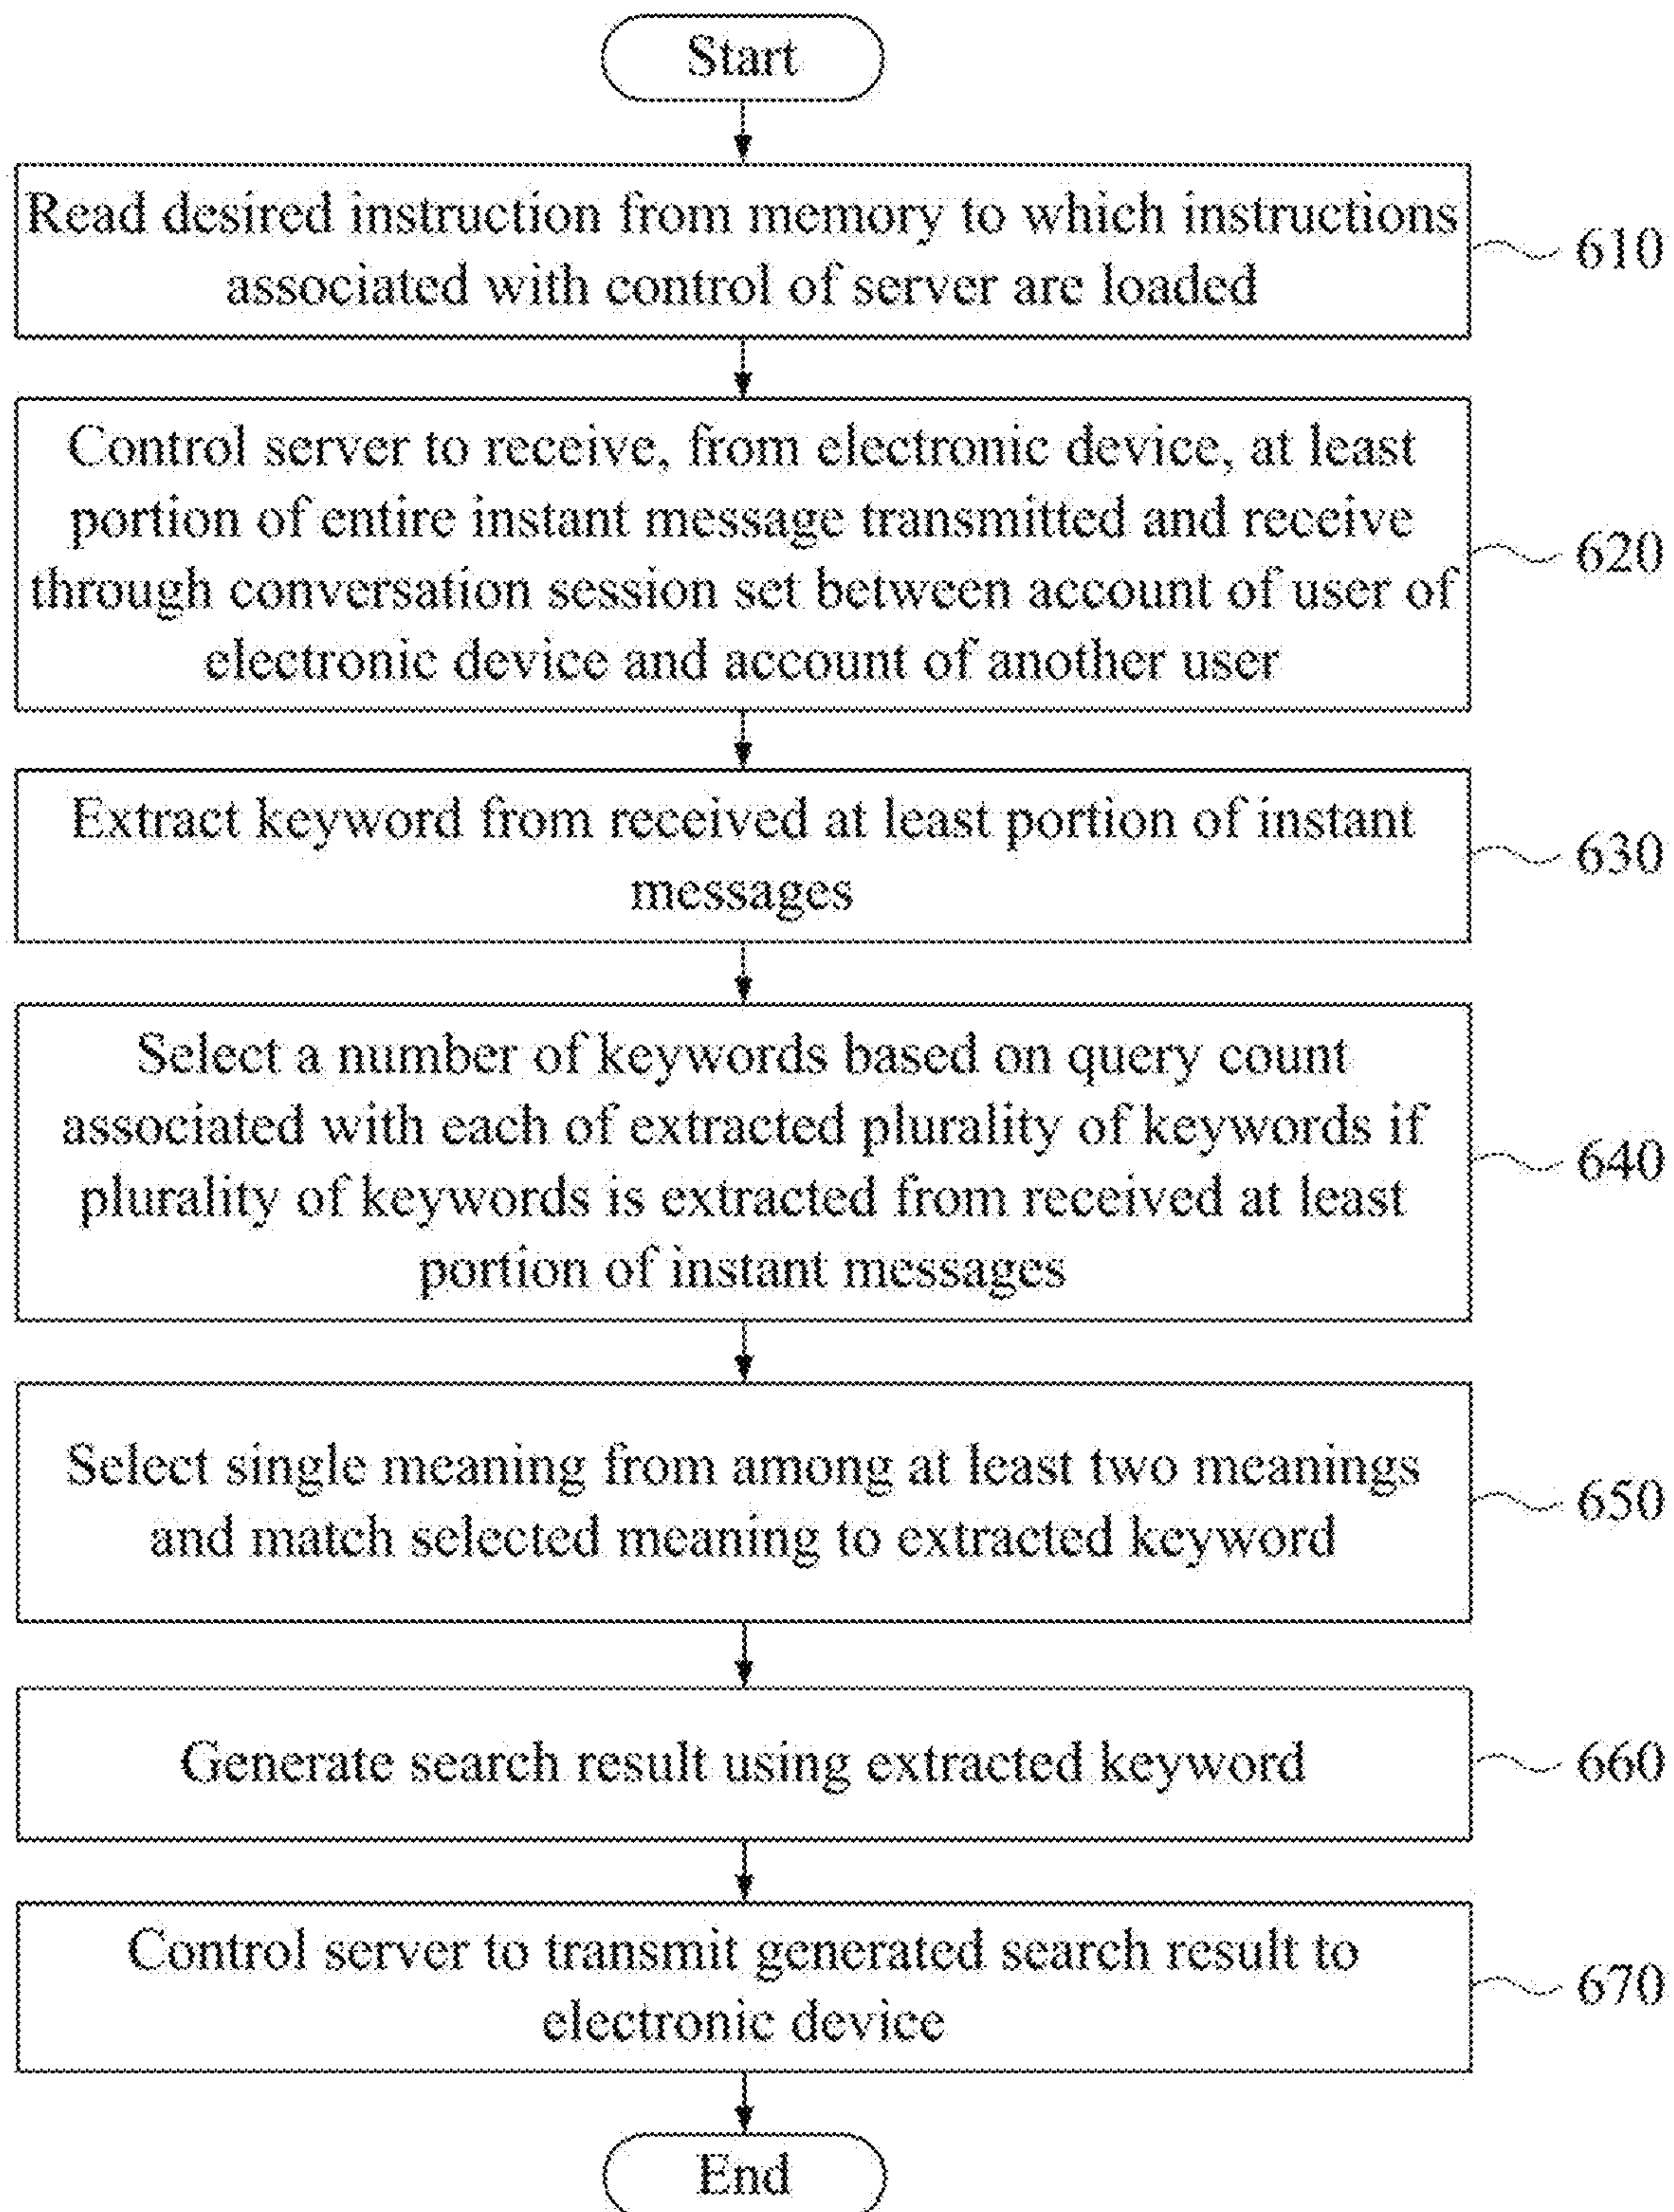 Start
Read desired instruction from memory to which instructions
associated with control of server are loaded
610
Control server to receive, from electronic device, at least
portion of entire instant message transmitted and receive
through conversation session set between account of user of
electronic device and account of another user
620
Extract keyword from received at least portion of instant
messages
630
Select a number of keywords based on query count
associated with each of extracted plurality of keywords if
plurality of keywords is extracted from received at least
portion of instant messages
640
Select single meaning from among at least two meanings
and match selected meaning to extracted keyword
650
Generate search result using extracted keyword
660
Control server to transmit generated search result to
electronic device
670
End